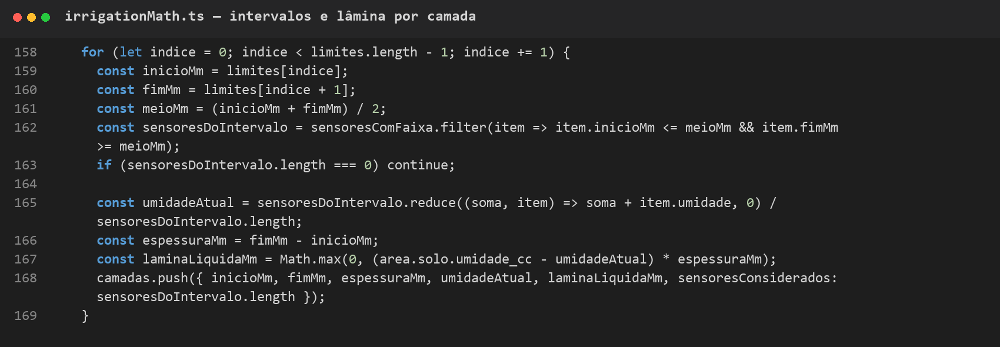 irrigationMath.ts — intervalos e lâmina por camada
158 for (let indice = 0; indice < limites.length - 1; indice += 1) {
159 const inicioMm = limites[indice];
160 const fimMm = limites[indice + 1];
161 const meioMm = (inicioMm + fimMm) / 2;
162 const sensoresDoIntervalo = sensoresComFaixa.filter(item => item.inicioMm <= meioMm && item.fimMm
>= meioMm);
163 if (sensoresDoIntervalo.length === 0) continue;
164
165 const umidadeAtual = sensoresDoIntervalo.reduce((soma, item) => soma + item.umidade, 0) /
sensoresDoIntervalo.length;
166 const espessuraMm = fimMm - inicioMm;
167 const laminaLiquidaMm = Math.max(0, (area.solo.umidade_cc - umidadeAtual) * espessuraMm);
168 camadas.push({ inicioMm, fimMm, espessuraMm, umidadeAtual, laminaLiquidaMm, sensoresConsiderados:
sensoresDoIntervalo.length });
169 }